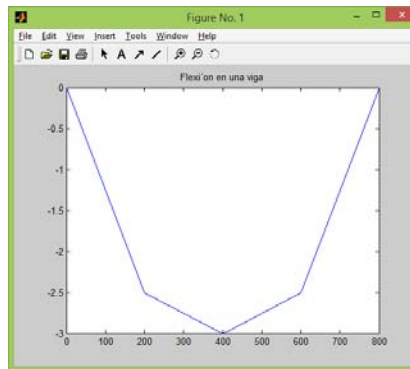 Figure No. 1
File Edit View Insert Tools Window Help
A
Flexi´on en una viga
0
-0.5
-1
-1.5
-2
-2.5
-3
0 100 200 300 400 500 600 700 800